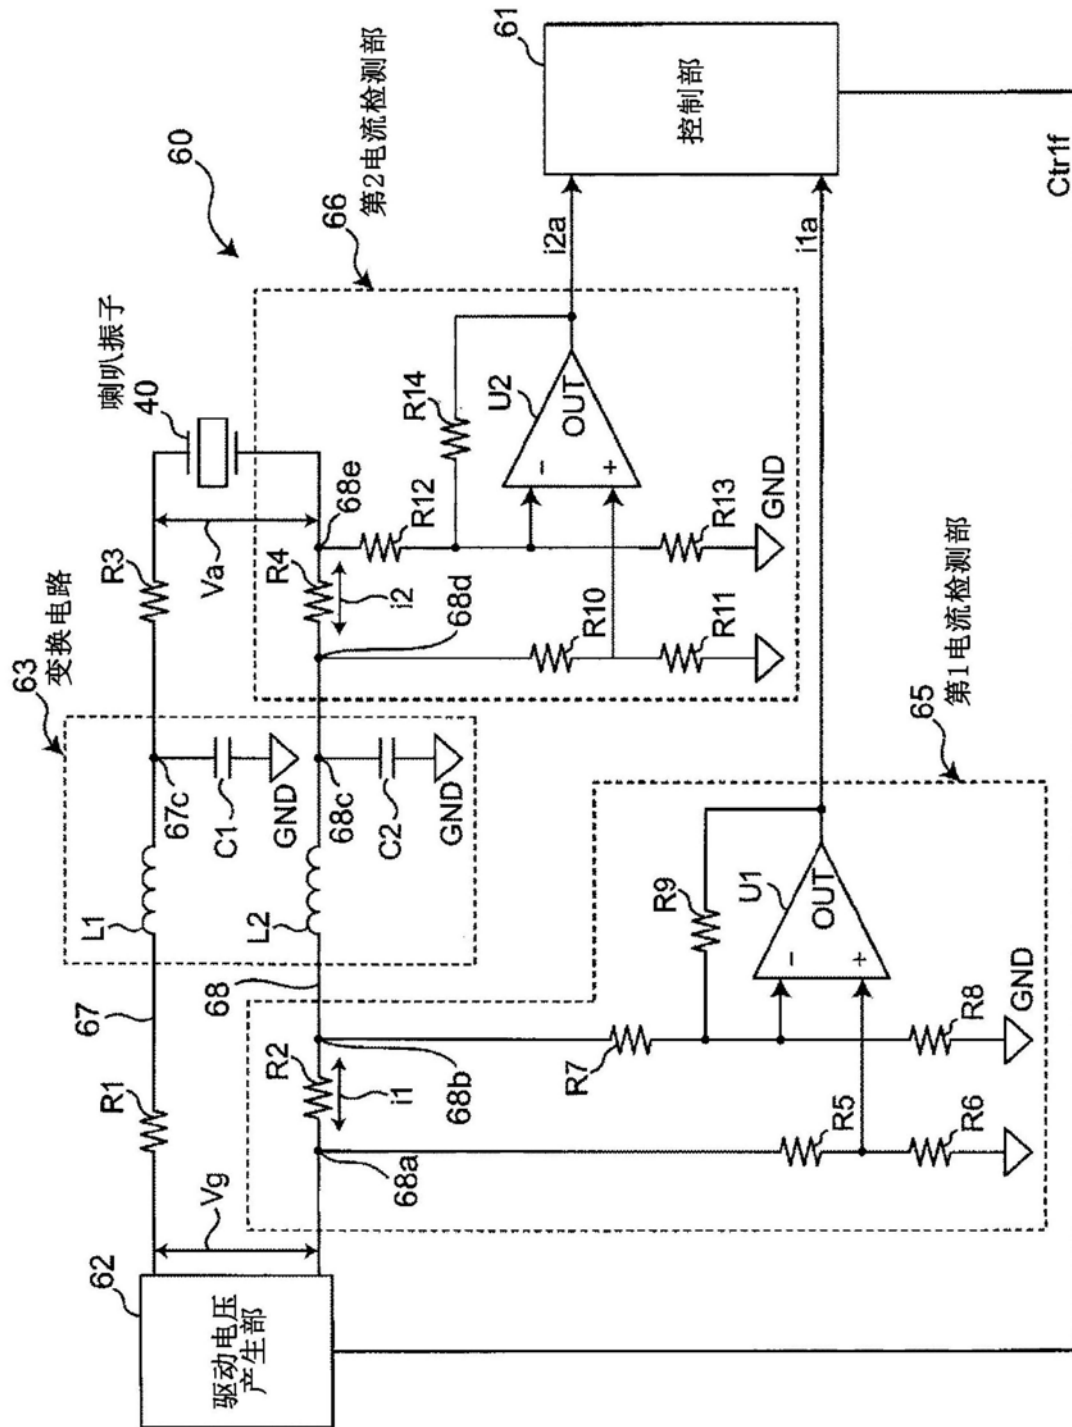 60
62
驱动电压
产生部
Vg
R1
67
L1
63
变换电路
67c
C1
GND
R3
Va
喇叭振子
40
68a
R2
i1
68b
68
L2
68c
C2
GND
68d
R4
i2
68e
66
第2电流检测部
R12
R14
U2
OUT
−
+
R10
R11
R13
GND
i2a
61
控制部
i1a
Ctr1f
65
第1电流检测部
R7
R9
U1
OUT
−
+
R5
R6
R8
GND